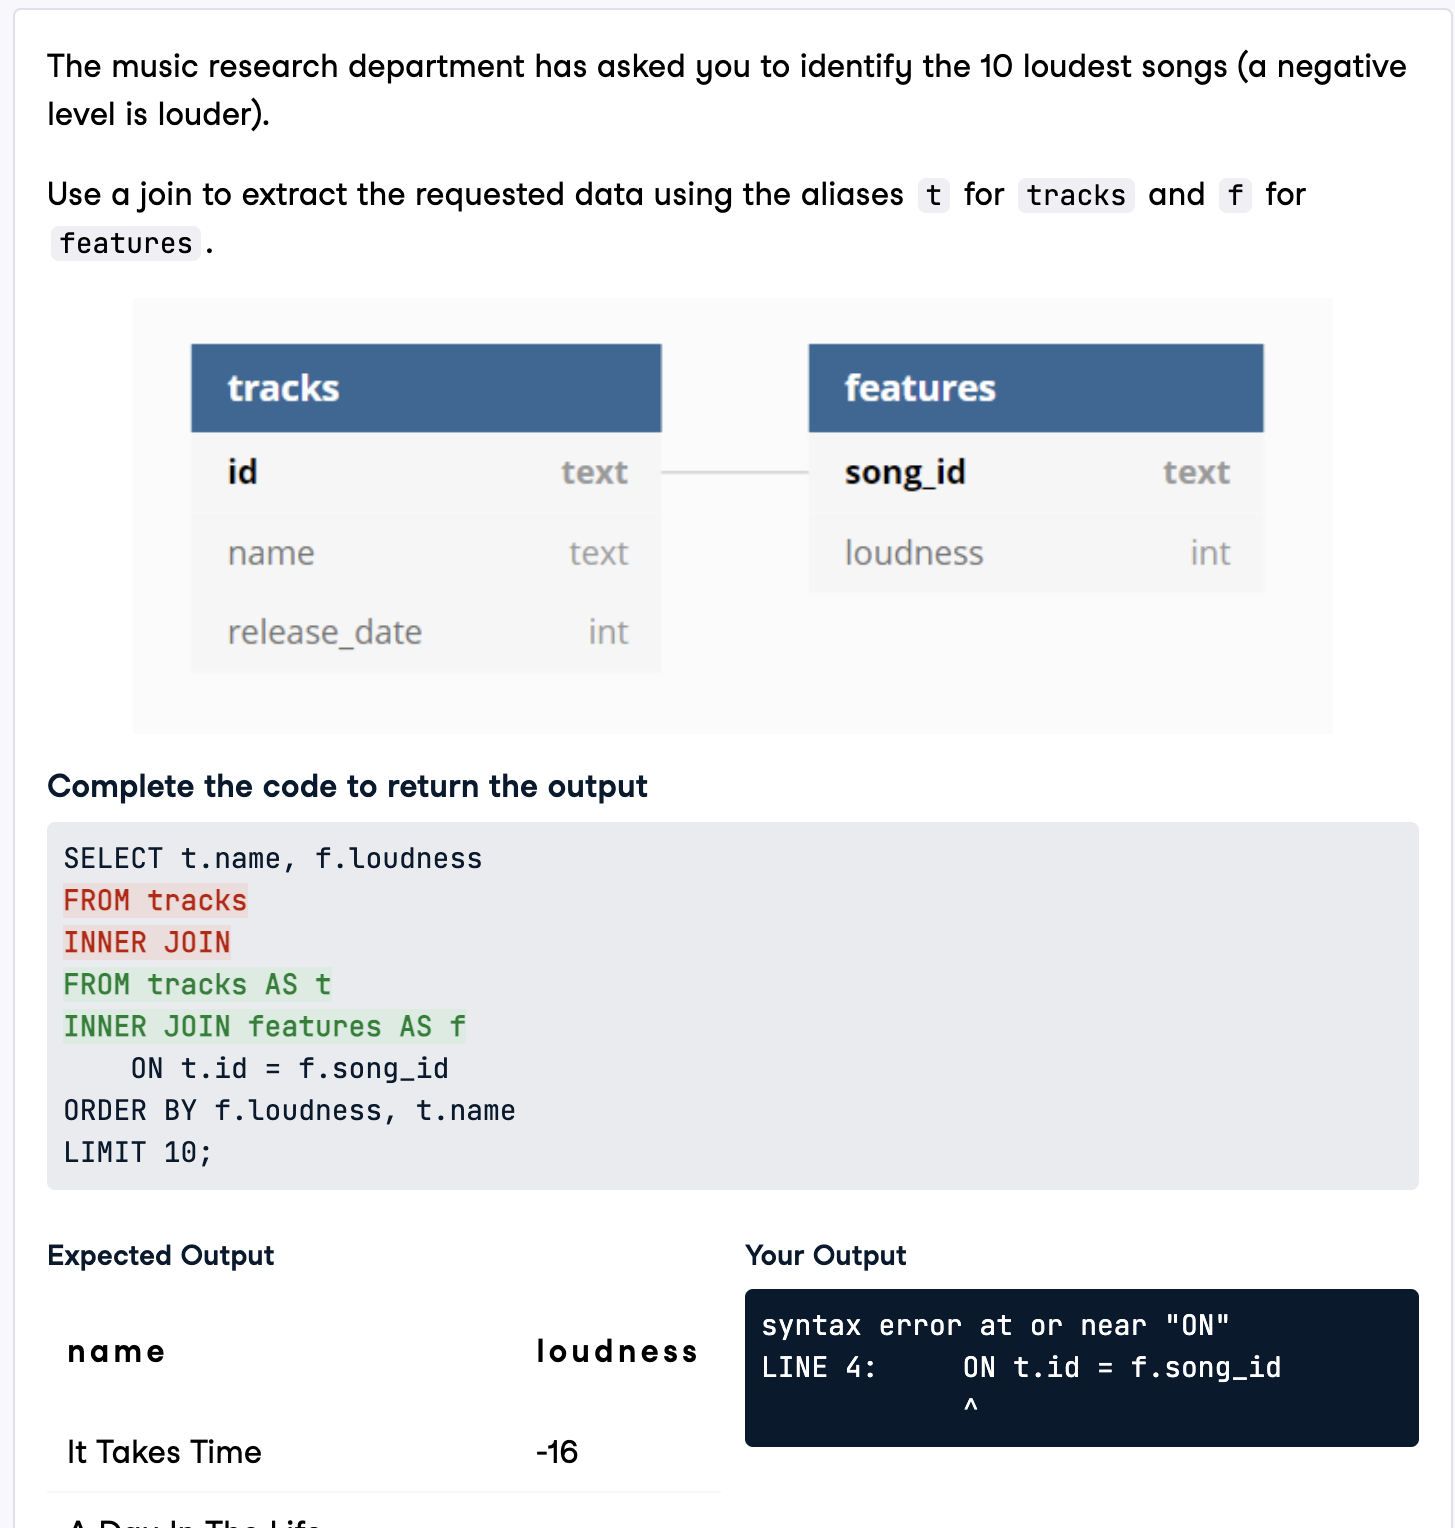 The music research department has asked you to identify the 10 loudest songs (a negative
level is louder).
Use a join to extract the requested data using the aliases t for tracks and f for
features.
tracks
id text
name text
release_date int
features
song_id text
loudness int
Complete the code to return the output
SELECT t.name, f.loudness
FROM tracks
INNER JOIN
FROM tracks AS t
INNER JOIN features AS f
ON t.id = f.song_id
ORDER BY f.loudness, t.name
LIMIT 10;
Expected Output
name loudness
It Takes Time -16
A Day In The Life
Your Output
syntax error at or near "ON"
LINE 4: ON t.id = f.song_id
^